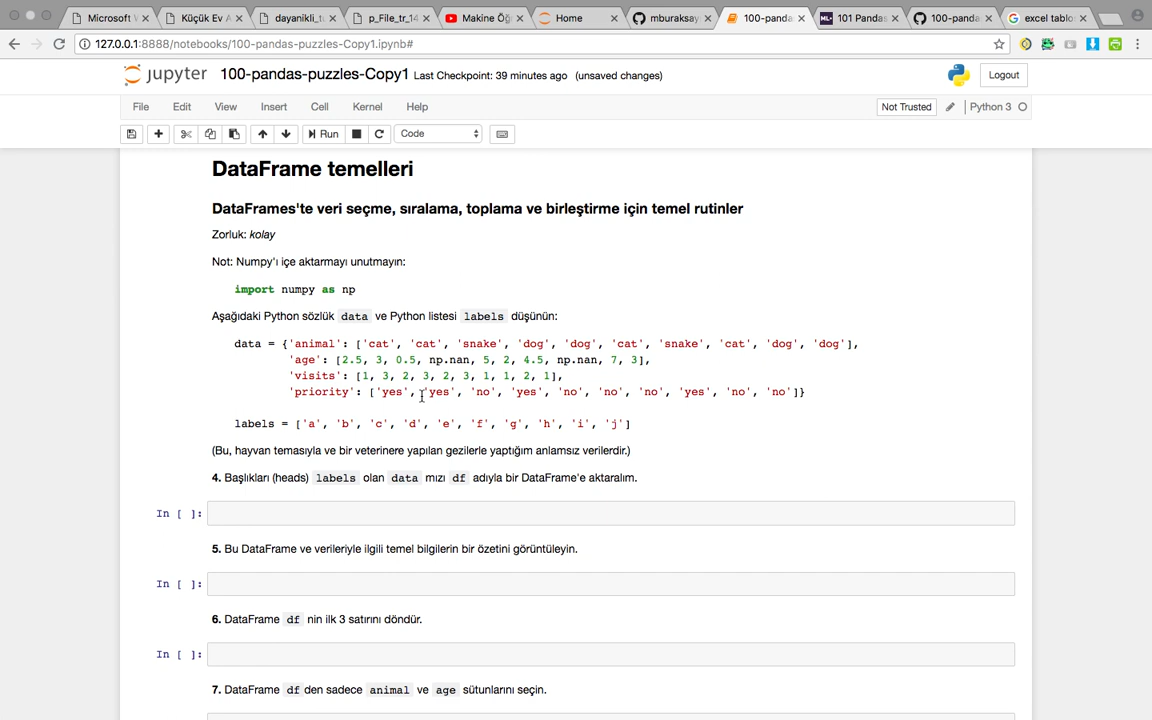 Microsoft W
Küçük Ev A
dayanikli_tu
p_File_tr_14
Makine Öğ
Home
mburaksay
100-panda
101 Pandas
100-panda
excel tablo
127.0.0.1:8888/notebooks/100-pandas-puzzles-Copy1.ipynb#
jupyter 100-pandas-puzzles-Copy1 Last Checkpoint: 39 minutes ago (unsaved changes)
Logout
File Edit View Insert Cell Kernel Help
Not Trusted Python 3
Run Code
DataFrame temelleri
DataFrames'te veri seçme, sıralama, toplama ve birleştirme için temel rutinler
Zorluk: kolay
Not: Numpy'ı içe aktarmayı unutmayın:
import numpy as np
Aşağıdaki Python sözlük data ve Python listesi labels düşünün:
data = {'animal': ['cat', 'cat', 'snake', 'dog', 'dog', 'cat', 'snake', 'cat', 'dog', 'dog'],
'age': [2.5, 3, 0.5, np.nan, 5, 2, 4.5, np.nan, 7, 3],
'visits': [1, 3, 2, 3, 2, 3, 1, 1, 2, 1],
'priority': ['yes', 'yes', 'no', 'yes', 'no', 'no', 'no', 'yes', 'no', 'no']}
labels = ['a', 'b', 'c', 'd', 'e', 'f', 'g', 'h', 'i', 'j']
(Bu, hayvan temasıyla ve bir veterinere yapılan gezilerle yaptığım anlamsız verilerdir.)
4. Başlıkları (heads) labels olan data mızı df adıyla bir DataFrame'e aktaralım.
In [ ]:
5. Bu DataFrame ve verileriyle ilgili temel bilgilerin bir özetini görüntüleyin.
In [ ]:
6. DataFrame df nin ilk 3 satırını döndür.
In [ ]:
7. DataFrame df den sadece animal ve age sütunlarını seçin.